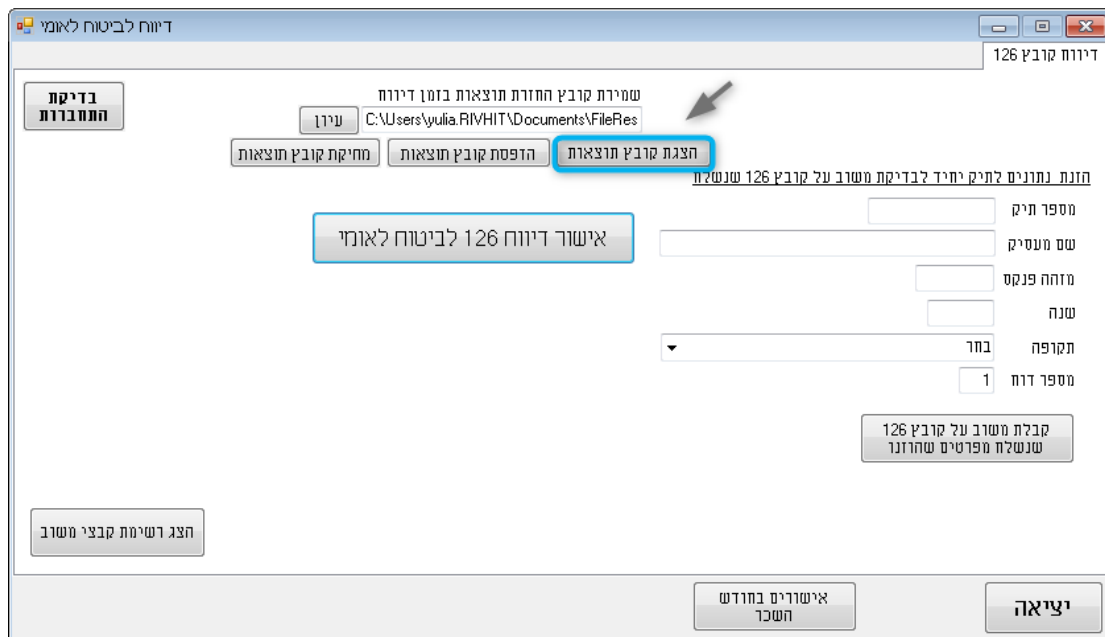 דיווח לביטוח לאומי
דיווח קובץ 126
בדיקת
התחברות
שמירת קובץ החזרת תוצאות בזמן דיווח
C:\Users\yulia.RIVHIT\Documents\FileRes
עיון
הצגת קובץ תוצאות
הדפסת קובץ תוצאות
מחיקת קובץ תוצאות
הזנת נתונים לתיק יחיד לבדיקת משוב על קובץ 126 שנשלח
מספר תיק
אישור דיווח 126 לביטוח לאומי
שם מעסיק
מזהה פנקס
שנה
תקופה
בחר
מספר דוח
1
קבלת משוב על קובץ 126
שנשלח מפרטים שהוזנו
הצג רשימת קבצי משוב
אישורים בחודש
השכר
יציאה